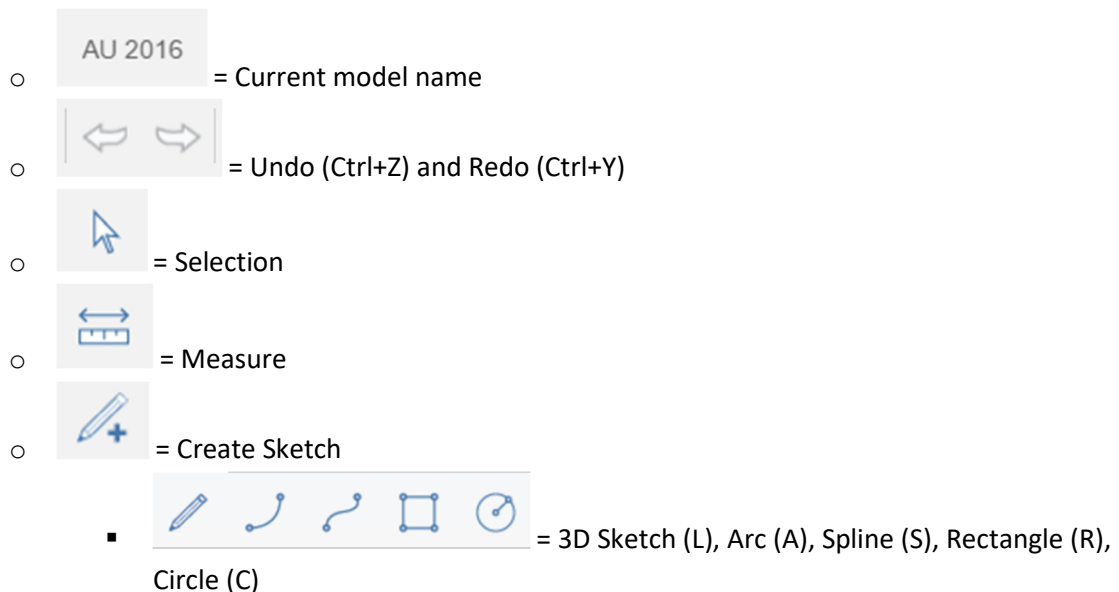 AU 2016 = Current model name
= Undo (Ctrl+Z) and Redo (Ctrl+Y)
= Selection
= Measure
= Create Sketch
= 3D Sketch (L), Arc (A), Spline (S), Rectangle (R),
Circle (C)